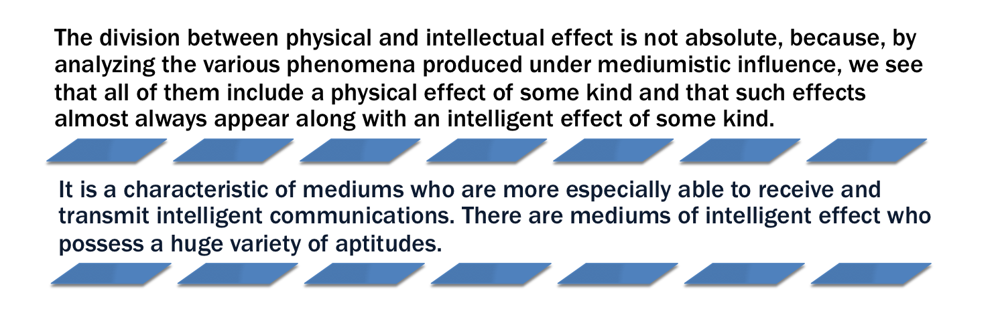 The division between physical and intellectual effect is not absolute, because, by
analyzing the various phenomena produced under mediumistic influence, we see
that all of them include a physical effect of some kind and that such effects
almost always appear along with an intelligent effect of some kind.
It is a characteristic of mediums who are more especially able to receive and
transmit intelligent communications. There are mediums of intelligent effect who
possess a huge variety of aptitudes.